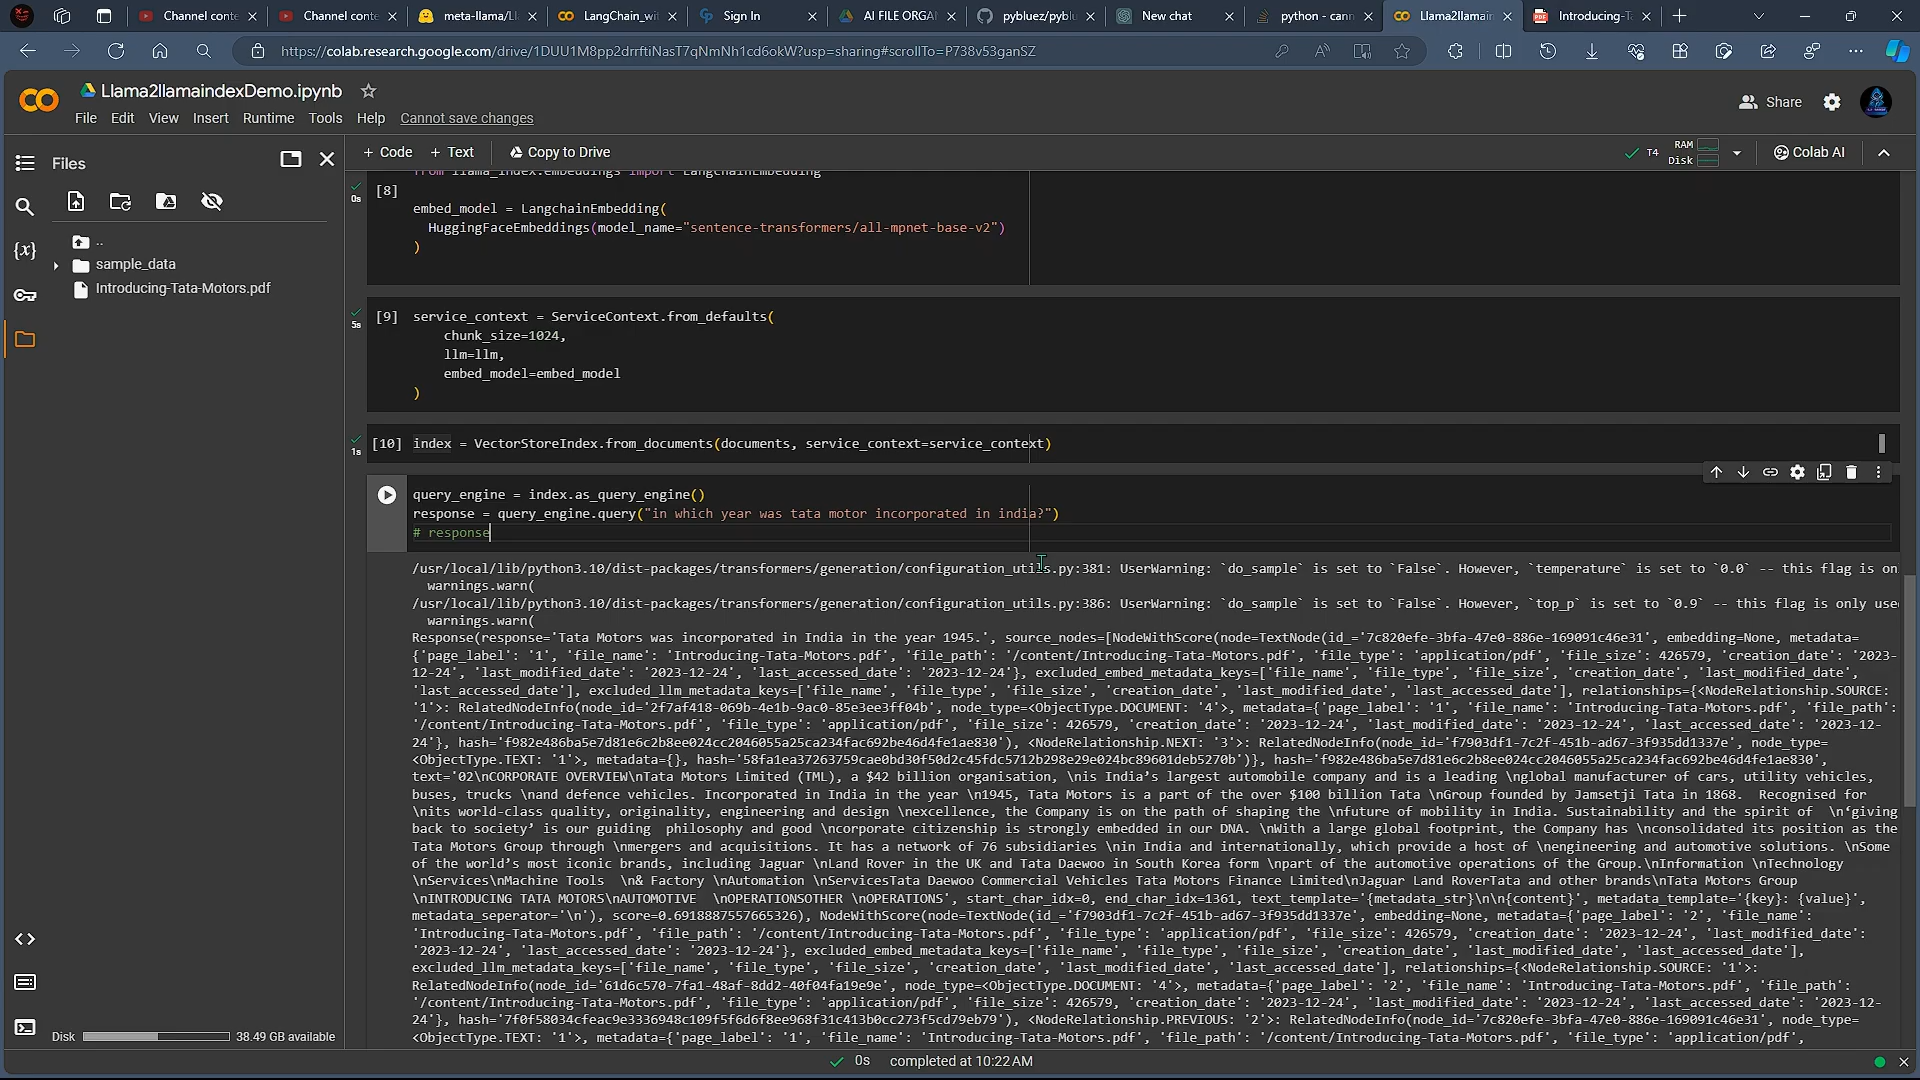 Channel conte
Channel conte
meta-llama/Ll
LangChain_wit
Sign In
AI FILE ORGAN
pybluez/pyblu
New chat
python - cann
Llama2llamain
Introducing-T
https://colab.research.google.com/drive/1DUU1M8pp2drrftiNasT7qNmNh1cd6okW?usp=sharing#scrollTo=P738v53ganSZ
Llama2llamaindexDemo.ipynb
File Edit View Insert Runtime Tools Help Cannot save changes
Share
Files
+ Code + Text Copy to Drive
T4 RAM Disk
Colab AI
..
sample_data
Introducing-Tata-Motors.pdf
from llama_index.embeddings import LangchainEmbedding
[8]
0s
embed_model = LangchainEmbedding(
HuggingFaceEmbeddings(model_name="sentence-transformers/all-mpnet-base-v2")
)
[9] service_context = ServiceContext.from_defaults(
5s
chunk_size=1024,
llm=llm,
embed_model=embed_model
)
[10] index = VectorStoreIndex.from_documents(documents, service_context=service_context)
1s
query_engine = index.as_query_engine()
response = query_engine.query("in which year was tata motor incorporated in india?")
# response
/usr/local/lib/python3.10/dist-packages/transformers/generation/configuration_utils.py:381: UserWarning: `do_sample` is set to `False`. However, `temperature` is set to `0.0` -- this flag is on
warnings.warn(
/usr/local/lib/python3.10/dist-packages/transformers/generation/configuration_utils.py:386: UserWarning: `do_sample` is set to `False`. However, `top_p` is set to `0.9` -- this flag is only use
warnings.warn(
Response(response='Tata Motors was incorporated in India in the year 1945.', source_nodes=[NodeWithScore(node=TextNode(id_='7c820efe-3bfa-47e0-886e-169091c46e31', embedding=None, metadata=
{'page_label': '1', 'file_name': 'Introducing-Tata-Motors.pdf', 'file_path': '/content/Introducing-Tata-Motors.pdf', 'file_type': 'application/pdf', 'file_size': 426579, 'creation_date': '2023-
12-24', 'last_modified_date': '2023-12-24', 'last_accessed_date': '2023-12-24'}, excluded_embed_metadata_keys=['file_name', 'file_type', 'file_size', 'creation_date', 'last_modified_date',
'last_accessed_date'], excluded_llm_metadata_keys=['file_name', 'file_type', 'file_size', 'creation_date', 'last_modified_date', 'last_accessed_date'], relationships={<NodeRelationship.SOURCE:
'1'>: RelatedNodeInfo(node_id='2f7af418-069b-4e1b-9ac0-85e3ee3ff04b', node_type=<ObjectType.DOCUMENT: '4'>, metadata={'page_label': '1', 'file_name': 'Introducing-Tata-Motors.pdf', 'file_path':
'/content/Introducing-Tata-Motors.pdf', 'file_type': 'application/pdf', 'file_size': 426579, 'creation_date': '2023-12-24', 'last_modified_date': '2023-12-24', 'last_accessed_date': '2023-12-
24'}, hash='f982e486ba5e7d81e6c2b8ee024cc2046055a25ca234fac692be46d4fe1ae830'), <NodeRelationship.NEXT: '3'>: RelatedNodeInfo(node_id='f7903df1-7c2f-451b-ad67-3f935dd1337e', node_type=
<ObjectType.TEXT: '1'>, metadata={}, hash='58fa1ea37263759cae0bd30f50d2c45fdc5712b298e29e024bc89601deb5270b')}, hash='f982e486ba5e7d81e6c2b8ee024cc2046055a25ca234fac692be46d4fe1ae830',
text='02\nCORPORATE OVERVIEW\nTata Motors Limited (TML), a $42 billion organisation, \nis India's largest automobile company and is a leading \nglobal manufacturer of cars, utility vehicles,
buses, trucks \nand defence vehicles. Incorporated in India in the year \n1945, Tata Motors is a part of the over $100 billion Tata \nGroup founded by Jamsetji Tata in 1868.  Recognised for
\nits world-class quality, originality, engineering and design \nexcellence, the Company is on the path of shaping the \nfuture of mobility in India. Sustainability and the spirit of  \n'giving
back to society' is our guiding  philosophy and good \ncorporate citizenship is strongly embedded in our DNA. \nWith a large global footprint, the Company has \nconsolidated its position as the
Tata Motors Group through \nmergers and acquisitions. It has a network of 76 subsidiaries \nin India and internationally, which provide a host of \nengineering and automotive solutions. \nSome
of the world's most iconic brands, including Jaguar \nLand Rover in the UK and Tata Daewoo in South Korea form \npart of the automotive operations of the Group.\nInformation \nTechnology
\nServices\nMachine Tools  \n& Factory \nAutomation \nServicesTata Daewoo Commercial Vehicles Tata Motors Finance Limited\nJaguar Land RoverTata and other brands\nTata Motors Group
\nINTRODUCING TATA MOTORS\nAUTOMOTIVE  \nOPERATIONSOTHER \nOPERATIONS', start_char_idx=0, end_char_idx=1361, text_template='{metadata_str}\n\n{content}', metadata_template='{key}: {value}',
metadata_seperator='\n'), score=0.6918887557665326), NodeWithScore(node=TextNode(id_='f7903df1-7c2f-451b-ad67-3f935dd1337e', embedding=None, metadata={'page_label': '2', 'file_name':
'Introducing-Tata-Motors.pdf', 'file_path': '/content/Introducing-Tata-Motors.pdf', 'file_type': 'application/pdf', 'file_size': 426579, 'creation_date': '2023-12-24', 'last_modified_date':
'2023-12-24', 'last_accessed_date': '2023-12-24'}, excluded_embed_metadata_keys=['file_name', 'file_type', 'file_size', 'creation_date', 'last_modified_date', 'last_accessed_date'],
excluded_llm_metadata_keys=['file_name', 'file_type', 'file_size', 'creation_date', 'last_modified_date', 'last_accessed_date'], relationships={<NodeRelationship.SOURCE: '1'>:
RelatedNodeInfo(node_id='61d6c570-7fa1-48af-8dd2-40f04fa19e9e', node_type=<ObjectType.DOCUMENT: '4'>, metadata={'page_label': '2', 'file_name': 'Introducing-Tata-Motors.pdf', 'file_path':
'/content/Introducing-Tata-Motors.pdf', 'file_type': 'application/pdf', 'file_size': 426579, 'creation_date': '2023-12-24', 'last_modified_date': '2023-12-24', 'last_accessed_date': '2023-12-
24'}, hash='7f0f58034cfeac9e3336948c109f5f6d6f8ee968f31c413b0cc273f5cd79eb79'), <NodeRelationship.PREVIOUS: '2'>: RelatedNodeInfo(node_id='7c820efe-3bfa-47e0-886e-169091c46e31', node_type=
<ObjectType.TEXT: '1'>, metadata={'page_label': '1', 'file_name': 'Introducing-Tata-Motors.pdf', 'file_path': '/content/Introducing-Tata-Motors.pdf', 'file_type': 'application/pdf',
Disk 38.49 GB available
0s completed at 10:22 AM